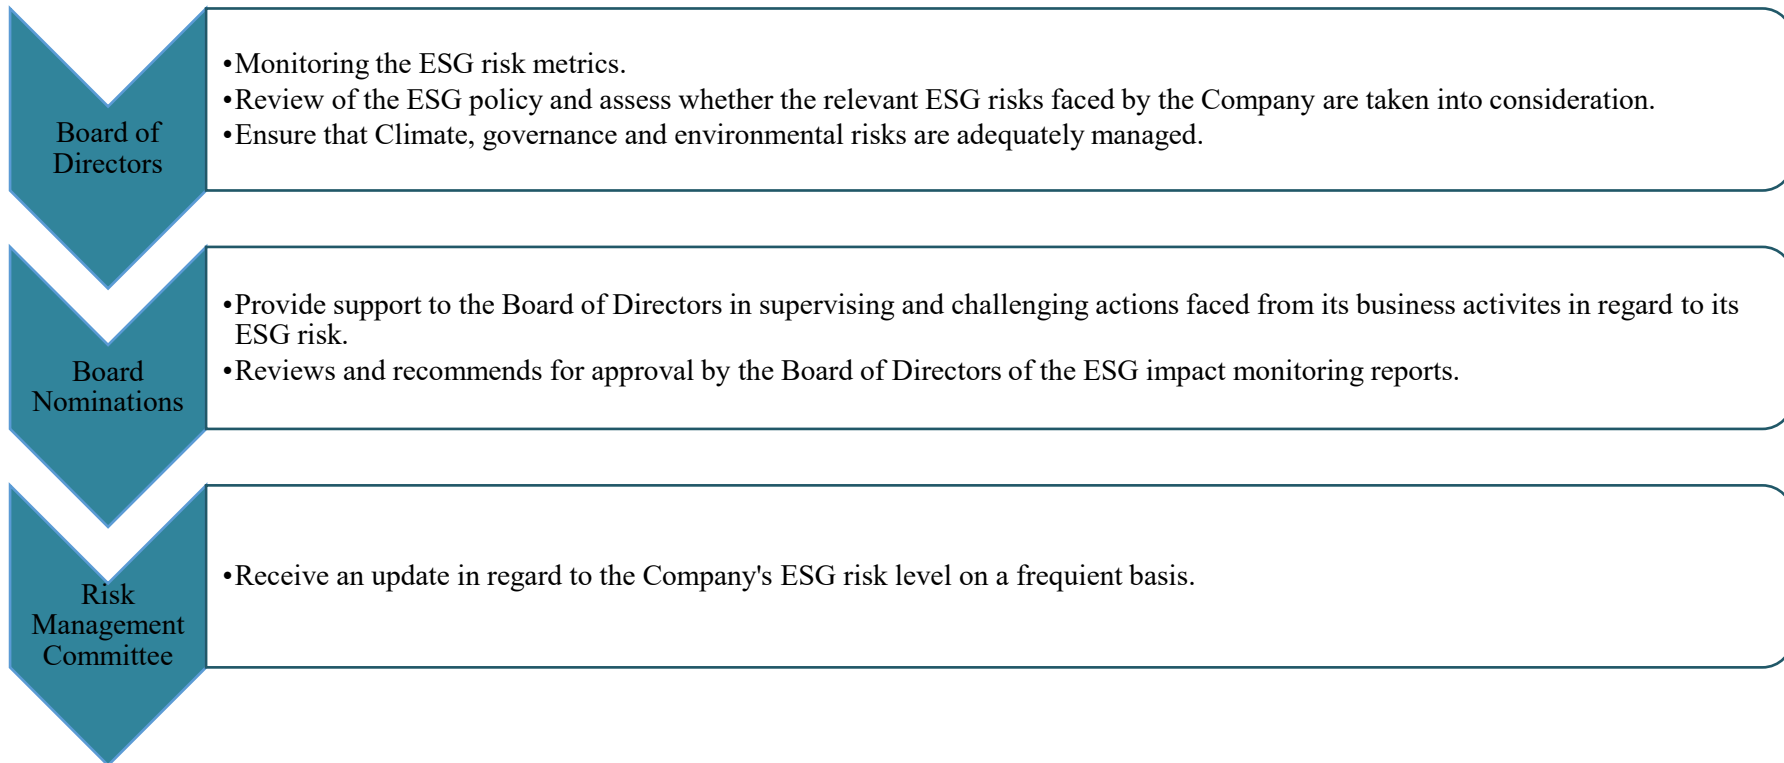 Board of
Directors
•Monitoring the ESG risk metrics.
•Review of the ESG policy and assess whether the relevant ESG risks faced by the Company are taken into consideration.
•Ensure that Climate, governance and environmental risks are adequately managed.
Board
Nominations
•Provide support to the Board of Directors in supervising and challenging actions faced from its business activites in regard to its
ESG risk.
•Reviews and recommends for approval by the Board of Directors of the ESG impact monitoring reports.
Risk
Management
Committee
•Receive an update in regard to the Company's ESG risk level on a frequient basis.